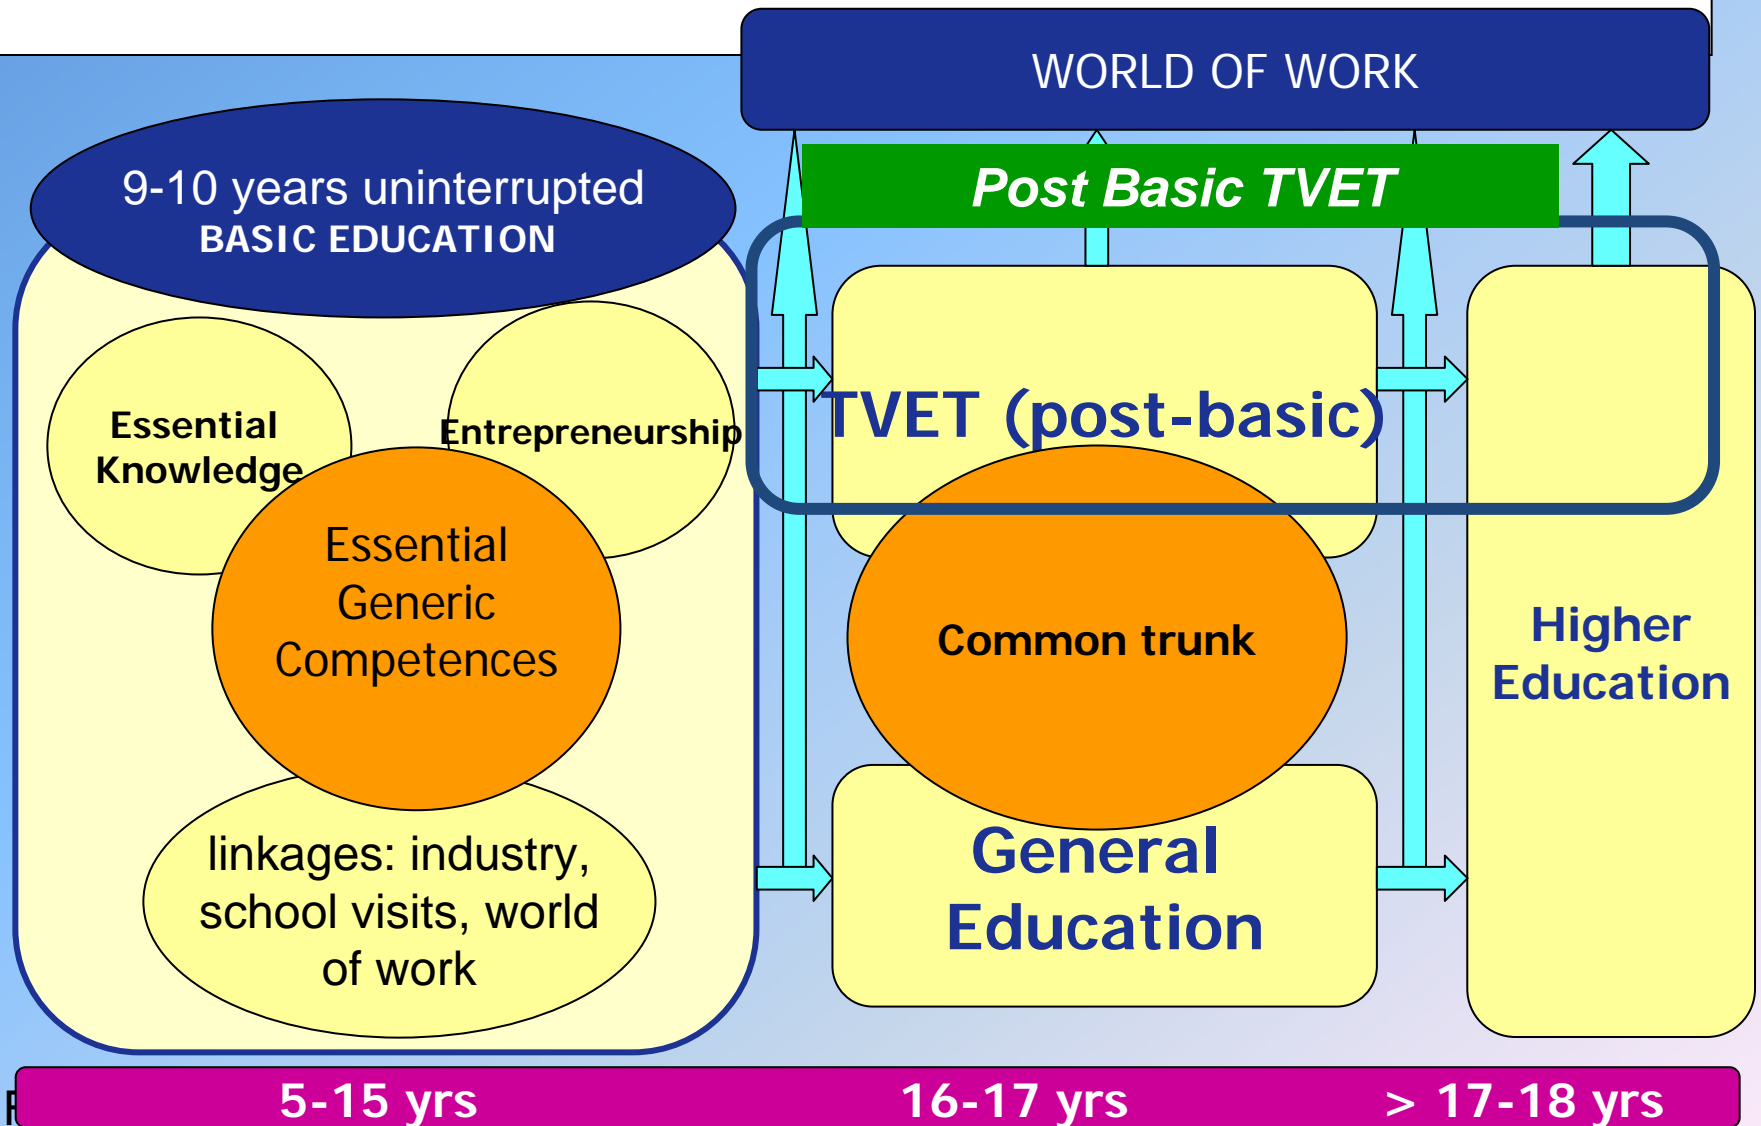 WORLD OF WORK
9-10 years uninterrupted
BASIC EDUCATION
Post Basic TVET
Essential
Knowledge
Entrepreneurship
Essential
Generic
Competences
linkages: industry,
school visits, world
of work
TVET (post-basic)
Common trunk
General
Education
Higher
Education
5-15 yrs
16-17 yrs
> 17-18 yrs